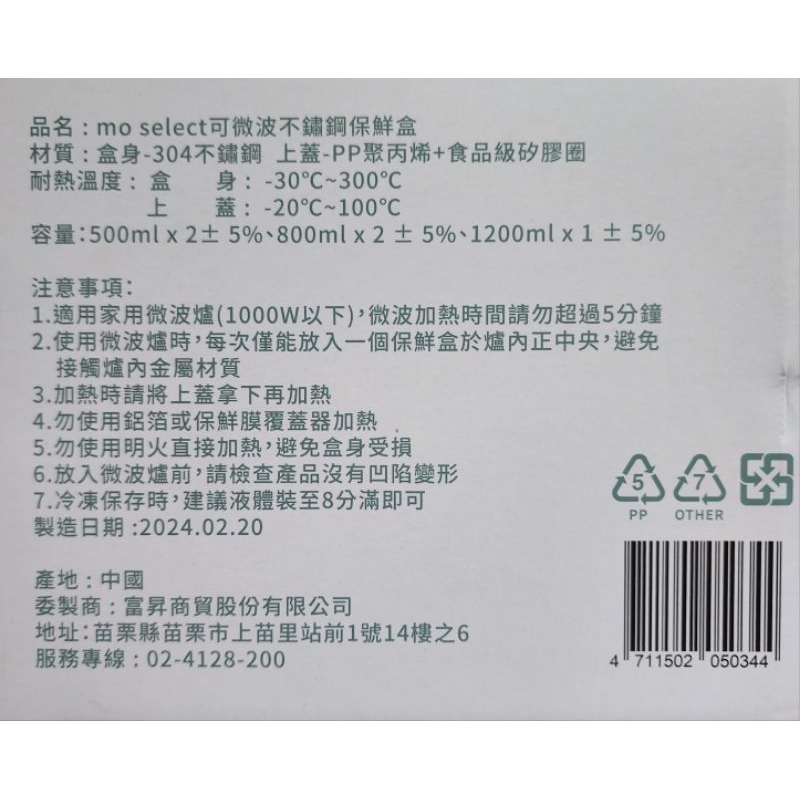 品名：mo select可微波不鏽鋼保鮮盒
材質：盒身-304不鏽鋼 上蓋-PP聚丙烯+食品級矽膠圈
耐熱溫度：盒　　身：-30℃~300℃
上　　蓋：-20℃~100℃
容量：500ml x 2± 5%、800ml x 2 ± 5%、1200ml x 1 ± 5%
注意事項：
1.適用家用微波爐(1000W以下)，微波加熱時間請勿超過5分鐘
2.使用微波爐時，每次僅能放入一個保鮮盒於爐內正中央，避免
接觸爐內金屬材質
3.加熱時請將上蓋拿下再加熱
4.勿使用鋁箔或保鮮膜覆蓋器加熱
5.勿使用明火直接加熱，避免盒身受損
6.放入微波爐前，請檢查產品沒有凹陷變形
7.冷凍保存時，建議液體裝至8分滿即可
製造日期:2024.02.20
5
PP
7
OTHER
產地：中國
委製商：富昇商貿股份有限公司
地址：苗栗縣苗栗市上苗里站前1號14樓之6
服務專線：02-4128-200
4 711502 050344